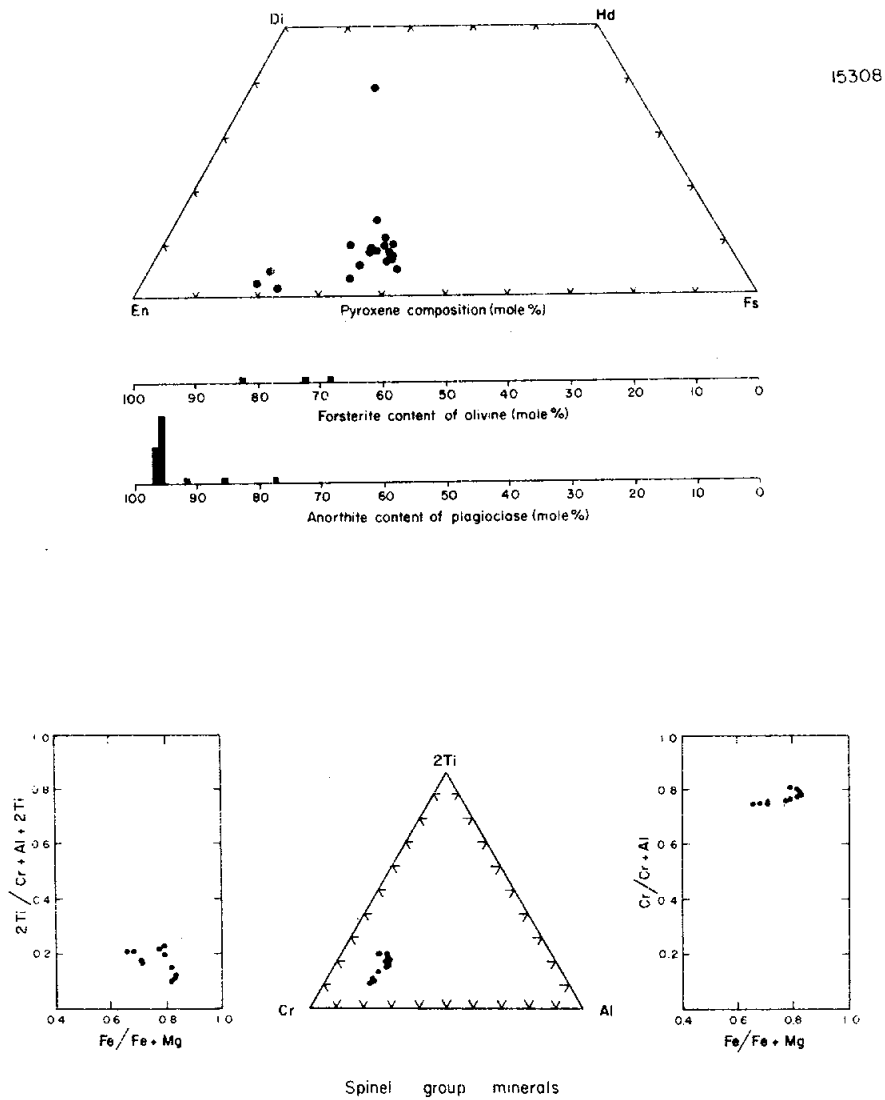 Di Hd
15308
En Fs
Pyroxene composition (mole %)
100 90 80 70 60 50 40 30 20 10 0
Forsterite content of olivine (mole %)
100 90 80 70 60 50 40 30 20 10 0
Anorthite content of plagioclase (mole %)
1.0
0.8
0.6
0.4
0.2
0.4 0.6 0.8 1.0
2Ti / Cr + Al + 2Ti
Fe / Fe + Mg
2Ti
Cr Al
1.0
0.8
0.6
0.4
0.2
0.4 0.6 0.8 1.0
Cr / Cr + Al
Fe / Fe + Mg
Spinel group minerals